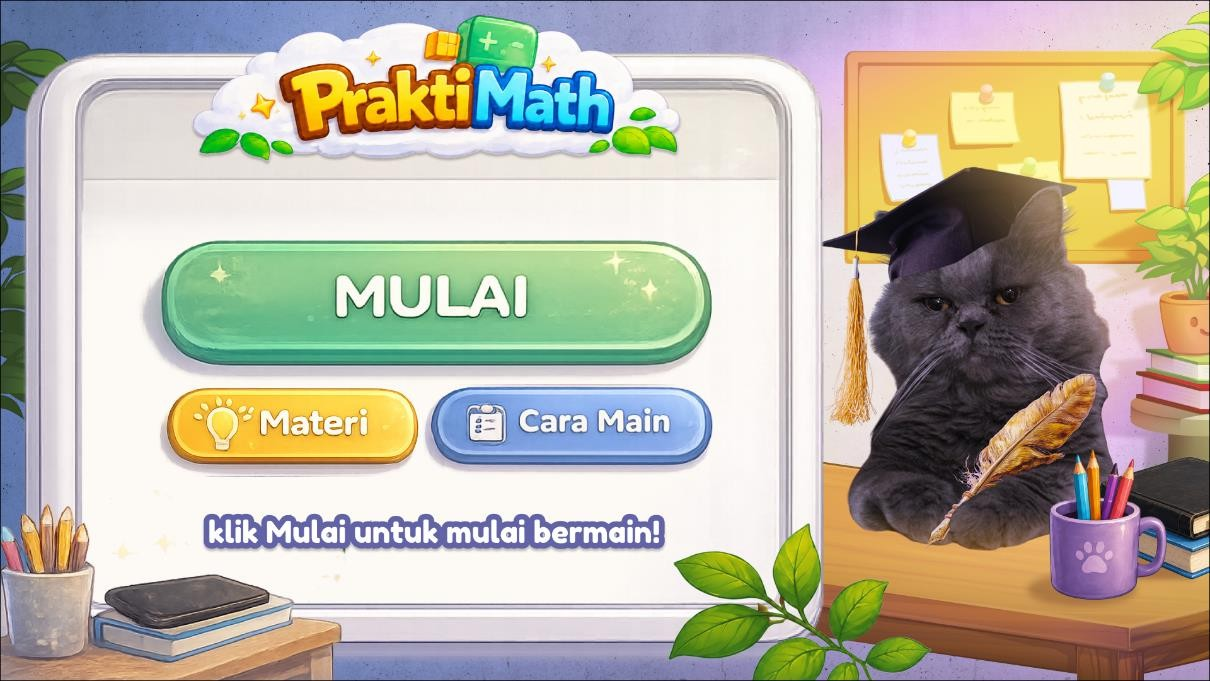 PraktiMath
MULAI
Materi
Cara Main
klik Mulai untuk mulai bermain!